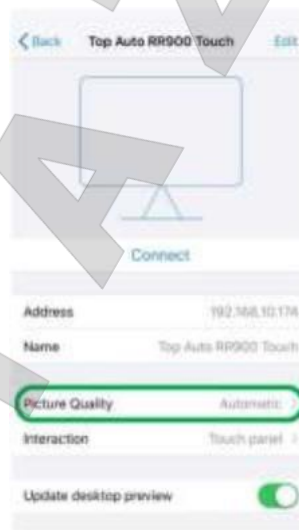 Back Top Auto RR900 Touch Edit
Connect
Address 192.168.10.174
Name Top Auto RR900 Touch
Picture Quality Automatic
Interaction Touch panel
Update desktop preview